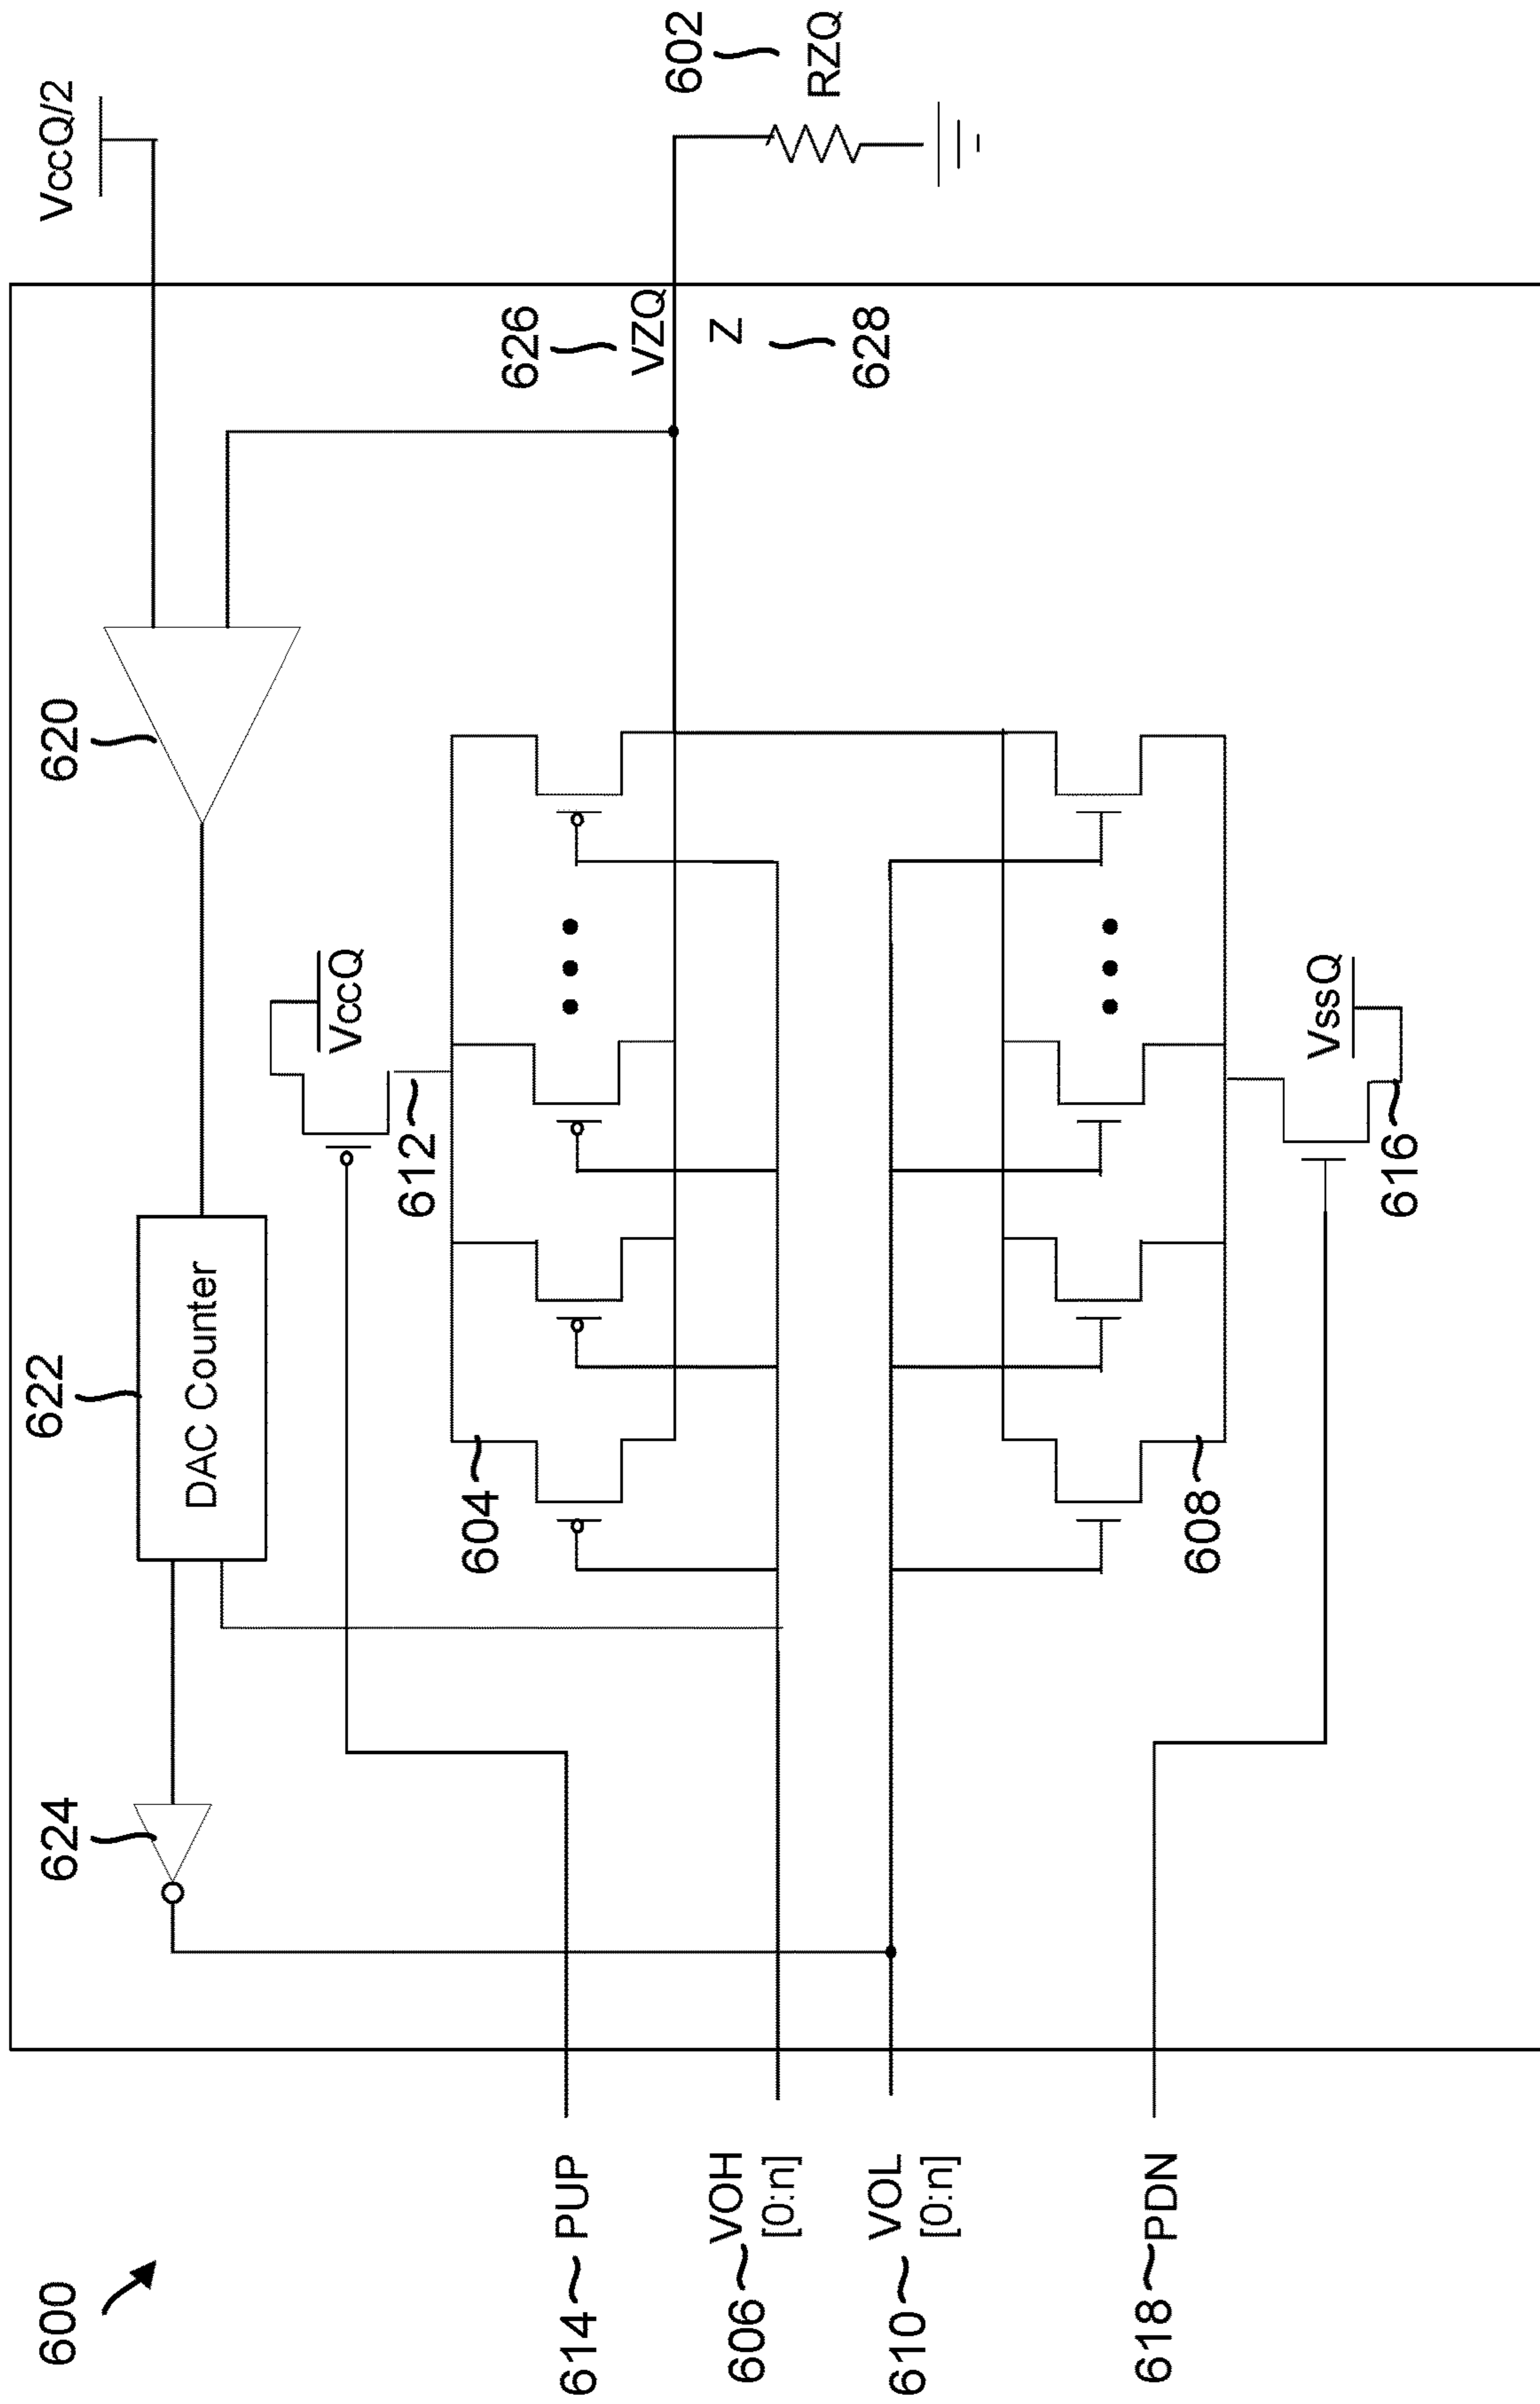 600
614 PUP
606 VOH
[0:n]
610 VOL
[0:n]
618 PDN
624
622
DAC Counter
620
VccQ/2
612
VccQ
604
608
616
VssQ
626
VZQ
Z
628
602
RZQ